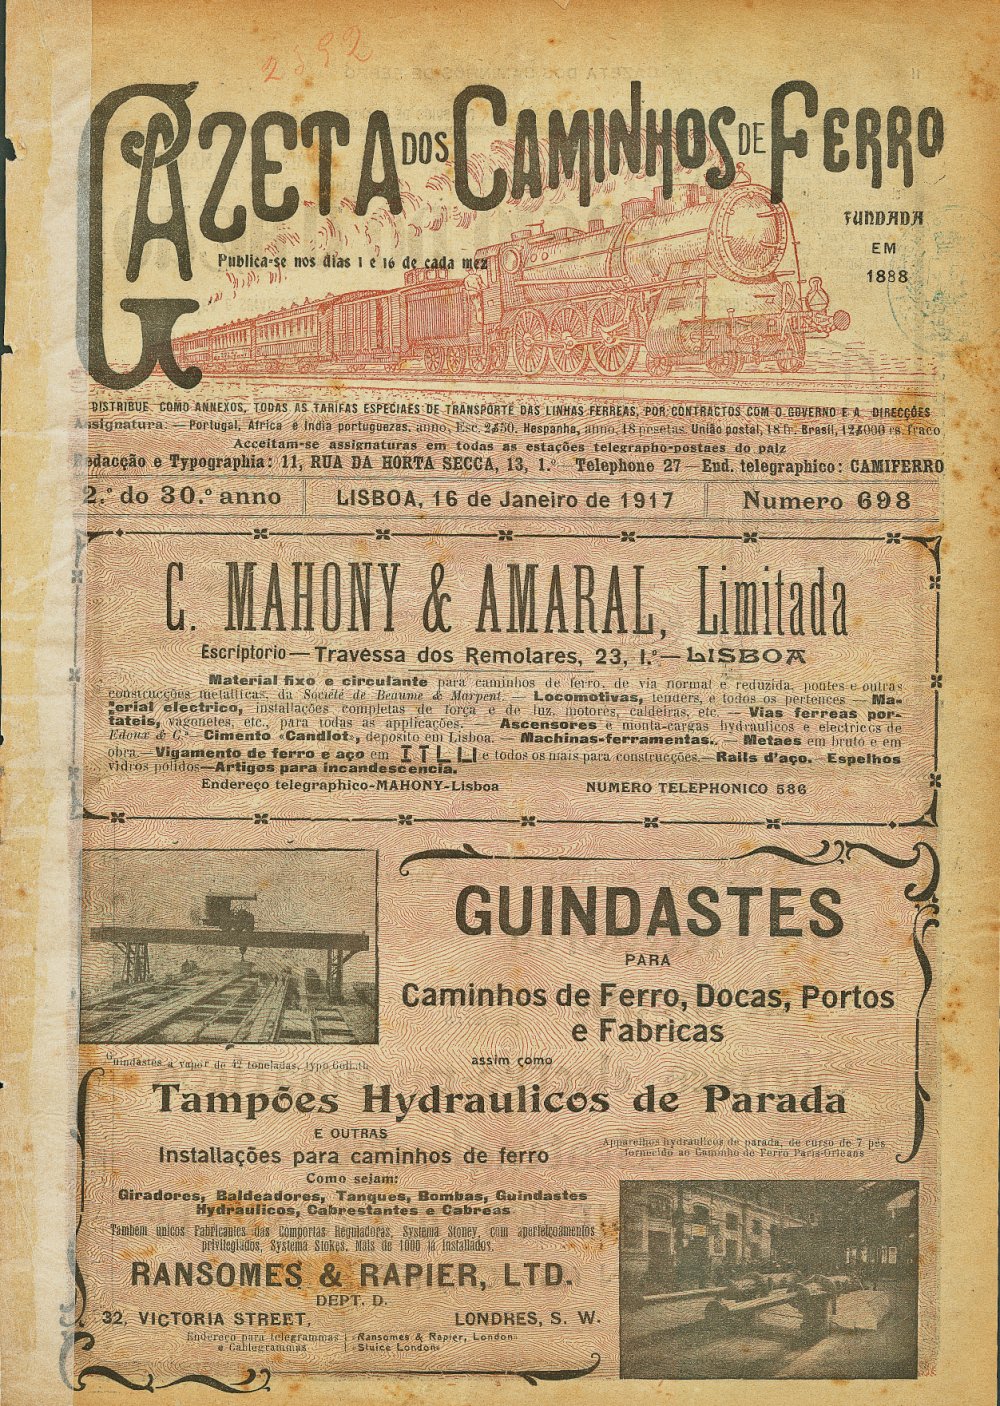 2592
GAZETA DOS CAMINHOS DE FERRO
FUNDADA
EM
1888
Publica-se nos dias 1 e 16 de cada mez
DISTRIBUE, COMO ANNEXOS, TODAS AS TARIFAS ESPECIAES DE TRANSPORTE DAS LINHAS FERREAS, POR CONTRACTOS COM O GOVERNO E A DIRECÇÕES
Assignatura: — Portugal, Africa e India portuguezas, anno, Esc. 2$50, Hespanha, anno, 18 pesetas. União postal, 18 fr. Brasil, 12$000 rs. fraco
Acceitam-se assignaturas em todas as estações telegrapho-postaes do paiz
edacção e Typographia: 11, RUA DA HORTA SECCA, 13, 1.º — Telephone 27 — End. telegraphico: CAMIFERRO
2.º do 30.º anno
LISBOA, 16 de Janeiro de 1917
Numero 698
C. MAHONY & AMARAL, Limitada
Escriptorio — Travessa dos Remolares, 23, 1.º — LISBOA
Material fixo e circulante para caminhos de ferro, de via normal e reduzida, pontes e outras
construcções metallicas, da Société de Beaume & Marpent. — Locomotivas, tenders, e todos os pertences — Ma-
terial electrico, installações completas de força e de luz, motores, caldeiras, etc. — Vias ferreas por-
tateis, vagonetes, etc., para todas as applicações. — Ascensores e monta-cargas hydraulicos e electricos de
Edoux & C.ª — Cimento «Candlot», deposito em Lisboa. — Machinas-ferramentas. — Metaes em bruto e em
obra. — Vigamento de ferro e aço em I T L U e todos os mais para construcções. — Rails d'aço. Espelhos
vidros polidos — Artigos para incandescencia.
Endereço telegraphico-MAHONY-Lisboa
NUMERO TELEPHONICO 586
GUINDASTES
PARA
Caminhos de Ferro, Docas, Portos
e Fabricas
Guindastes a vapor de 12 toneladas, typo Goliath
assim como
Tampões Hydraulicos de Parada
E OUTRAS
Installações para caminhos de ferro
Como sejam:
Giradores, Baldeadores, Tanques, Bombas, Guindastes
Hydraulicos, Cabrestantes e Cabreas
Apparelhos hydraulicos de parada, de curso de 7 pés
fornecido ao Caminho de Ferro Paris-Orleans
Tambem unicos Fabricantes das Comportas Reguladoras, Systema Stoney, com aperfeiçoamentos
privilegiados, Systema Stokes. Mais de 1000 já installados.
RANSOMES & RAPIER, LTD.
DEPT. D.
32, VICTORIA STREET,
LONDRES, S. W.
Endereço para telegrammas
e Cablegrammas
«Ransomes & Rapier, London»
«Sluice London»